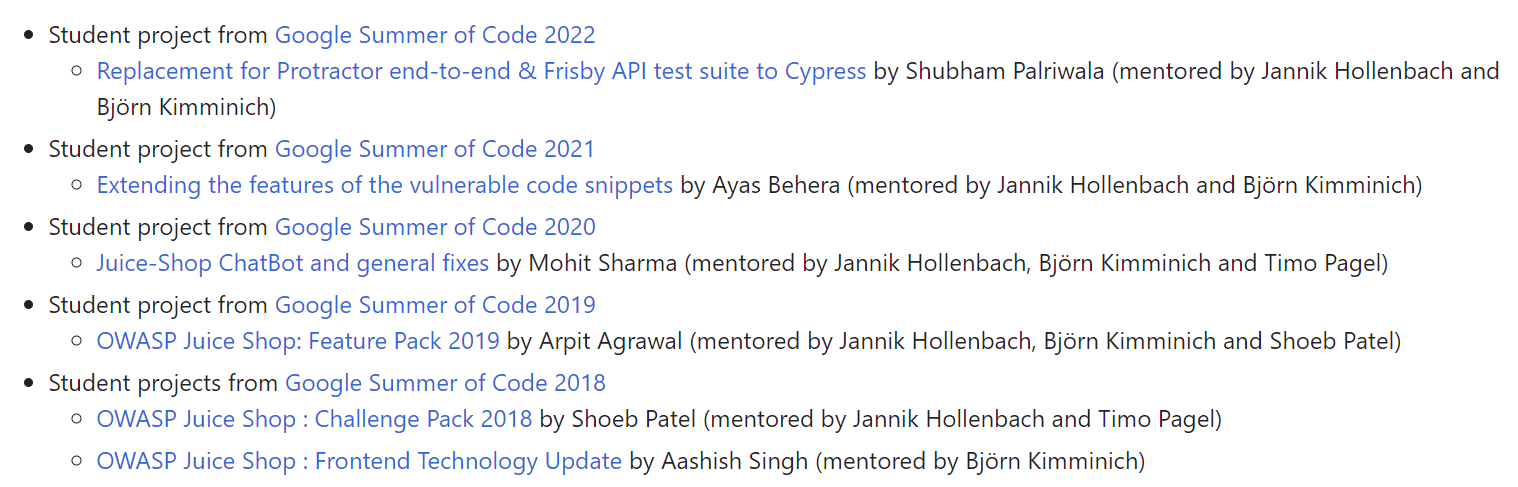 Student project from Google Summer of Code 2022
Replacement for Protractor end-to-end & Frisby API test suite to Cypress by Shubham Palriwala (mentored by Jannik Hollenbach and
Björn Kimminich)
Student project from Google Summer of Code 2021
Extending the features of the vulnerable code snippets by Ayas Behera (mentored by Jannik Hollenbach and Björn Kimminich)
Student project from Google Summer of Code 2020
Juice-Shop ChatBot and general fixes by Mohit Sharma (mentored by Jannik Hollenbach, Björn Kimminich and Timo Pagel)
Student project from Google Summer of Code 2019
OWASP Juice Shop: Feature Pack 2019 by Arpit Agrawal (mentored by Jannik Hollenbach, Björn Kimminich and Shoeb Patel)
Student projects from Google Summer of Code 2018
OWASP Juice Shop : Challenge Pack 2018 by Shoeb Patel (mentored by Jannik Hollenbach and Timo Pagel)
OWASP Juice Shop : Frontend Technology Update by Aashish Singh (mentored by Björn Kimminich)